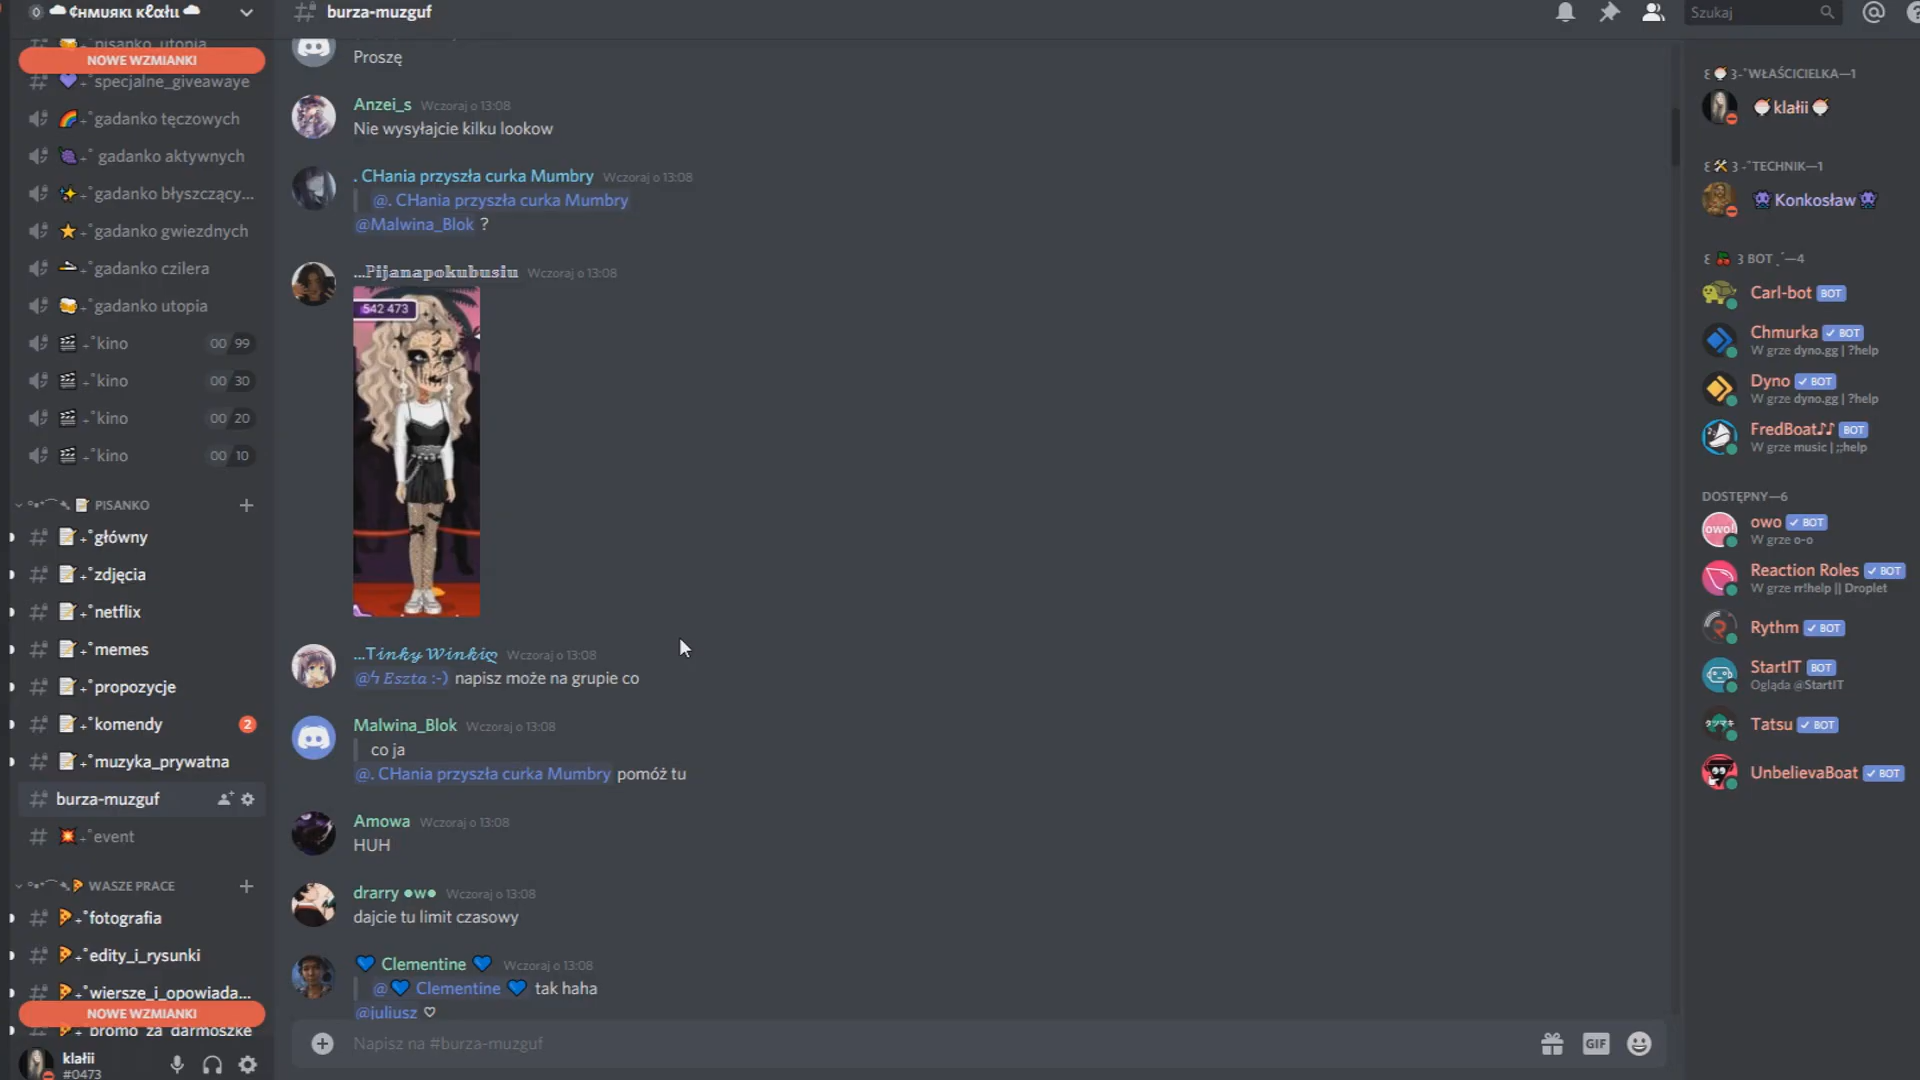 ¢нмυяκι кℓαłιι
pisanko_utopia
NOWE WZMIANKI
specjalne_giveawaye
gadanko tęczowych
gadanko aktywnych
gadanko błyszczący...
gadanko gwiezdnych
gadanko czilera
gadanko utopia
kino 00 99
kino 00 30
kino 00 20
kino 00 10
PISANKO
główny
zdjęcia
netflix
memes
propozycje
komendy 2
muzyka_prywatna
burza-muzguf
event
WASZE PRACE
fotografia
edity_i_rysunki
wiersze_i_opowiada...
NOWE WZMIANKI
promo_za_darmoszke
klałii
#0473
burza-muzguf
Szukaj
Proszę
Anzei_s Wczoraj o 13:08
Nie wysyłajcie kilku lookow
. CHania przyszła curka Mumbry Wczoraj o 13:08
@. CHania przyszła curka Mumbry
@Malwina_Blok ?
...ℙ𝕚𝕛𝕒𝕟𝕒𝕡𝕠𝕜𝕦𝕓𝕦𝕤𝕚𝕦 Wczoraj o 13:08
542 473
...T𝓲𝓷𝓴𝔂 𝓦𝓲𝓷𝓴𝓲ღ Wczoraj o 13:08
@ϟ Eszta :-) napisz może na grupie co
Malwina_Blok Wczoraj o 13:08
co ja
@. CHania przyszła curka Mumbry pomóż tu
Amowa Wczoraj o 13:08
HUH
drarry ●w● Wczoraj o 13:08
dajcie tu limit czasowy
💙 Clementine 💙 Wczoraj o 13:08
@💙 Clementine 💙 tak haha
@juliusz ♡
Napisz na #burza-muzguf
GIF
WŁAŚCICIELKA—1
🍚 klałii 🍚
TECHNIK—1
👾 Konkosław 👾
BOT—4
Carl-bot BOT
Chmurka ✓ BOT
W grze dyno.gg | ?help
Dyno ✓ BOT
W grze dyno.gg | ?help
FredBoat♪♪ BOT
W grze music | ;;help
DOSTĘPNY—6
owo!
owo ✓ BOT
W grze o-o
Reaction Roles ✓ BOT
W grze rr!help || Droplet
Rythm ✓ BOT
StartIT BOT
Ogląda @StartIT
Tatsu ✓ BOT
UnbelievaBoat ✓ BOT